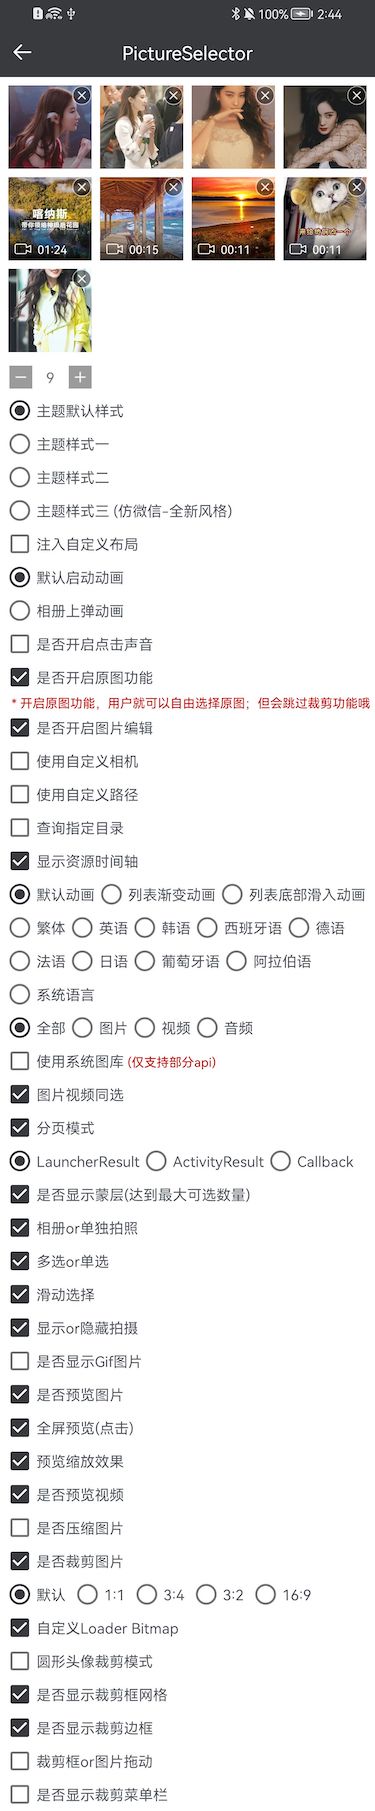 100% 2:44
PictureSelector
喀纳斯
01:24
00:15
00:11
00:11
9
主题默认样式
主题样式一
主题样式二
主题样式三 (仿微信-全新风格)
注入自定义布局
默认启动动画
相册上弹动画
是否开启点击声音
是否开启原图功能
* 开启原图功能，用户就可以自由选择原图；但会跳过裁剪功能哦
是否开启图片编辑
使用自定义相机
使用自定义路径
查询指定目录
显示资源时间轴
默认动画 列表渐变动画 列表底部滑入动画
繁体 英语 韩语 西班牙语 德语
法语 日语 葡萄牙语 阿拉伯语
系统语言
全部 图片 视频 音频
使用系统图库 (仅支持部分api)
图片视频同选
分页模式
LauncherResult ActivityResult Callback
是否显示蒙层(达到最大可选数量)
相册or单独拍照
多选or单选
滑动选择
显示or隐藏拍摄
是否显示Gif图片
是否预览图片
全屏预览(点击)
预览缩放效果
是否预览视频
是否压缩图片
是否裁剪图片
默认 1:1 3:4 3:2 16:9
自定义Loader Bitmap
圆形头像裁剪模式
是否显示裁剪框网格
是否显示裁剪边框
裁剪框or图片拖动
是否显示裁剪菜单栏